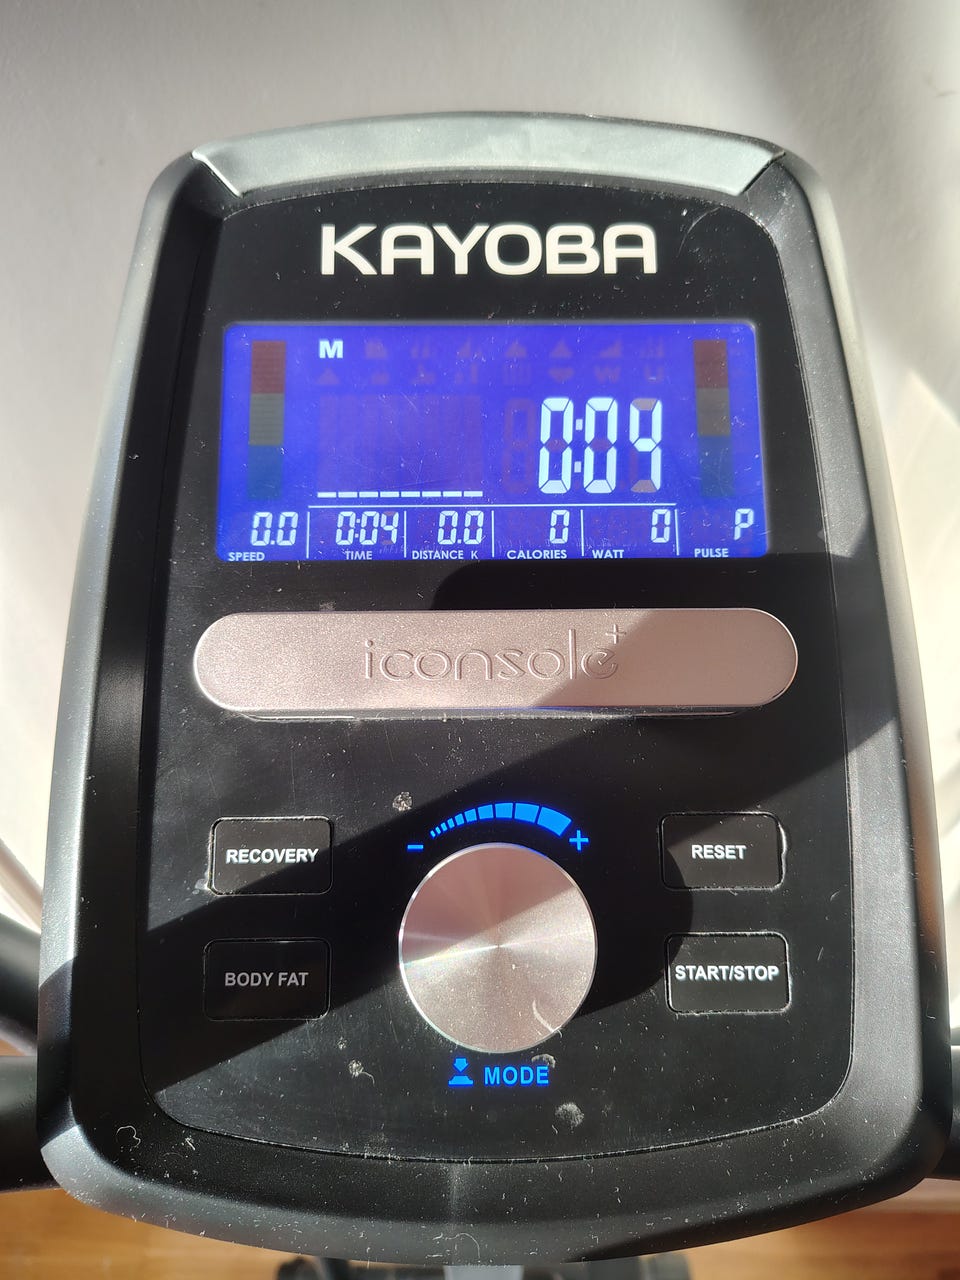 KAYOBA
M
0:04
0.0 0:04 0.0 0 0 P
SPEED TIME DISTANCE K CALORIES WATT PULSE
iconsole+
- +
RECOVERY
RESET
BODY FAT
START/STOP
MODE